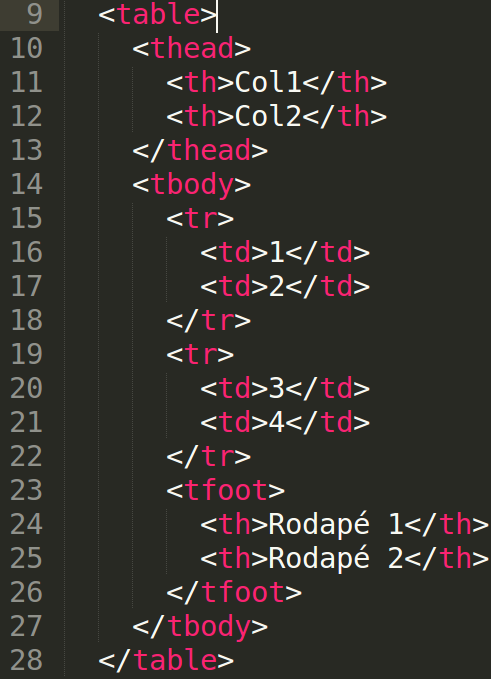 9 <table>
10 <thead>
11 <th>Col1</th>
12 <th>Col2</th>
13 </thead>
14 <tbody>
15 <tr>
16 <td>1</td>
17 <td>2</td>
18 </tr>
19 <tr>
20 <td>3</td>
21 <td>4</td>
22 </tr>
23 <tfoot>
24 <th>Rodapé 1</th>
25 <th>Rodapé 2</th>
26 </tfoot>
27 </tbody>
28 </table>